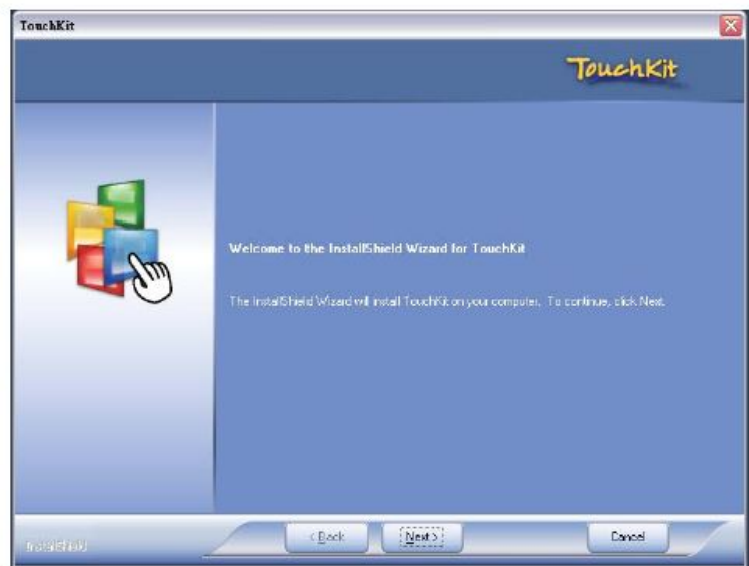 TouchKit
TouchKit
Welcome to the InstallShield Wizard for TouchKit
The InstallShield Wizard will install TouchKit on your computer. To continue, click Next.
InstallShield
< Back
Next >
Cancel